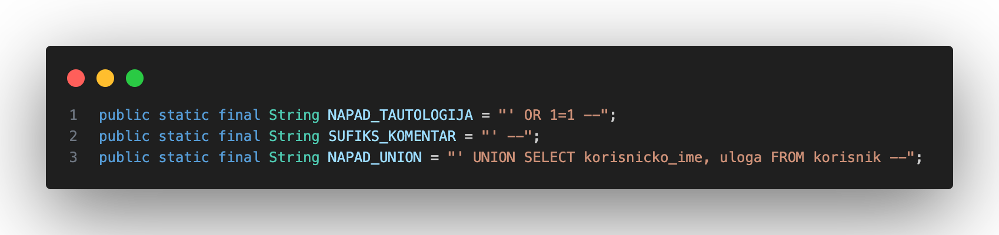 1 public static final String NAPAD_TAUTOLOGIJA = "' OR 1=1 --";
2 public static final String SUFIKS_KOMENTAR = "' --";
3 public static final String NAPAD_UNION = "' UNION SELECT korisnicko_ime, uloga FROM korisnik --";